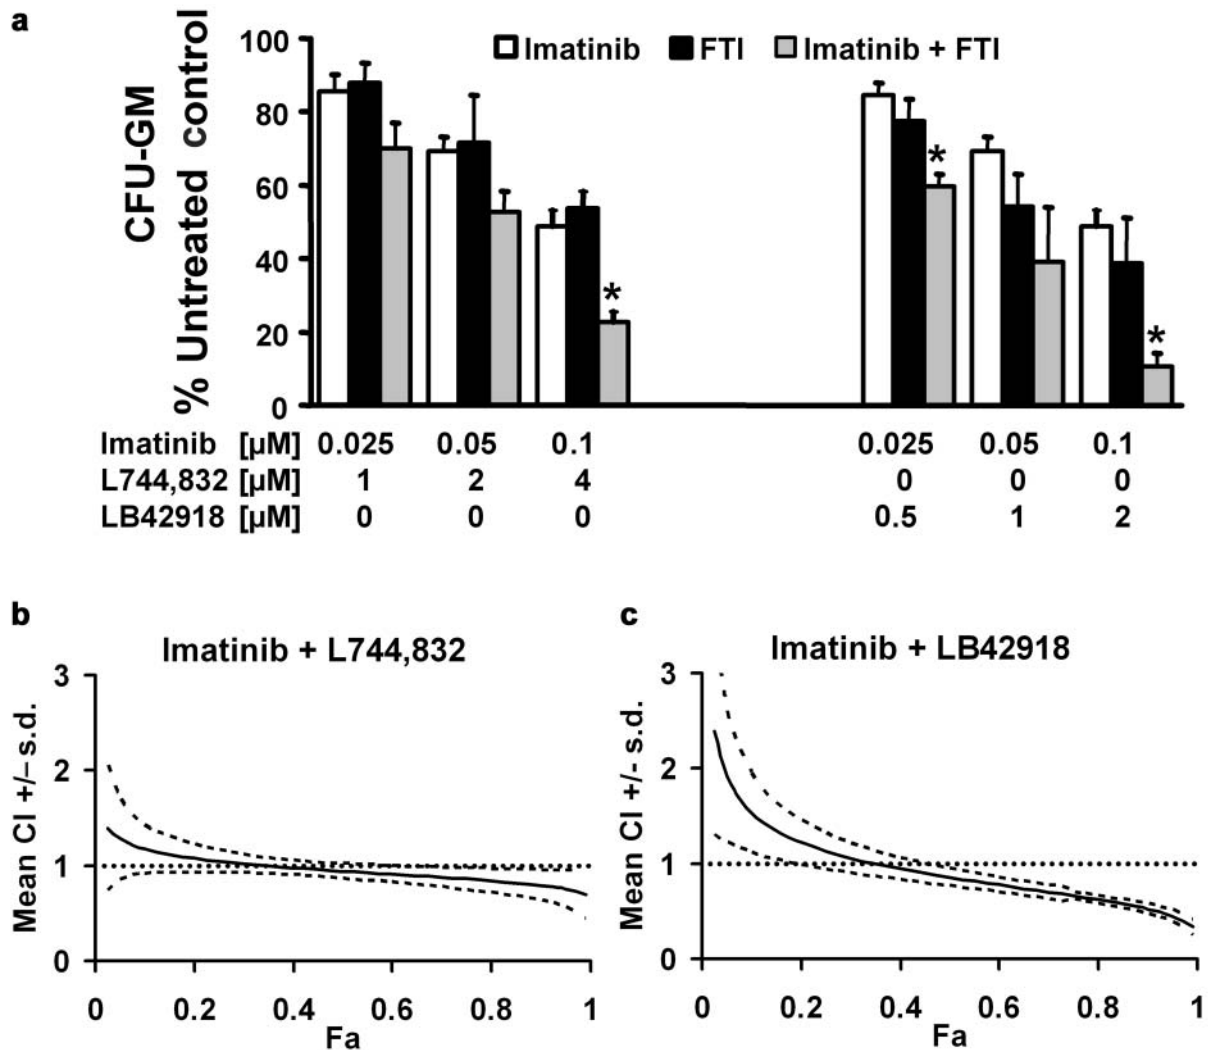 a
CFU-GM
% Untreated control
100
80
60
40
20
0
Imatinib FTI Imatinib + FTI
*
*
*
Imatinib [µM] 0.025 0.05 0.1 0.025 0.05 0.1
L744,832 [µM] 1 2 4 0 0 0
LB42918 [µM] 0 0 0 0.5 1 2
b
Imatinib + L744,832
Mean CI +/– s.d.
3
2
1
0
0 0.2 0.4 0.6 0.8 1
Fa
c
Imatinib + LB42918
Mean CI +/- s.d.
3
2
1
0
0 0.2 0.4 0.6 0.8 1
Fa